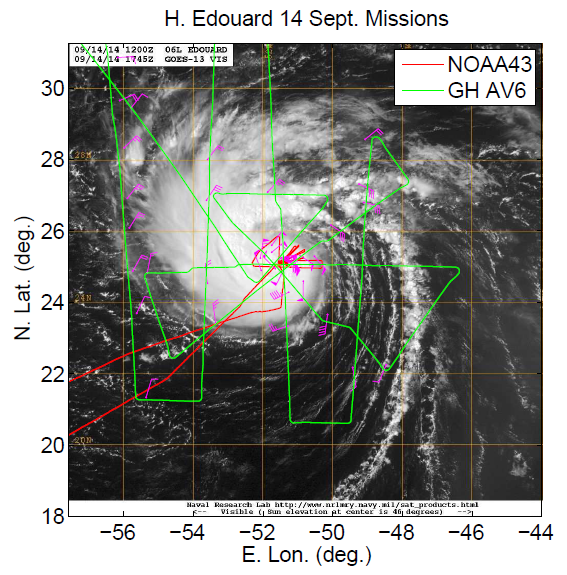 H. Edouard 14 Sept. Missions
09/14/14 1200Z 06L EDOUARD
09/14/14 1745Z GOES-13 VIS
NOAA43
GH AV6
N. Lat. (deg.)
30
28
26
24
22
20
18
28N
24N
20N
Naval Research Lab http://www.nrlmry.navy.mil/sat_products.html
<-- Visible ( Sun elevation at center is 46 degrees) -->
−56
−54
−52
−50
−48
−46
−44
E. Lon. (deg.)